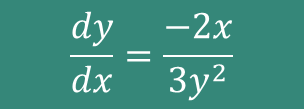 dy/dx = −2x/3y²